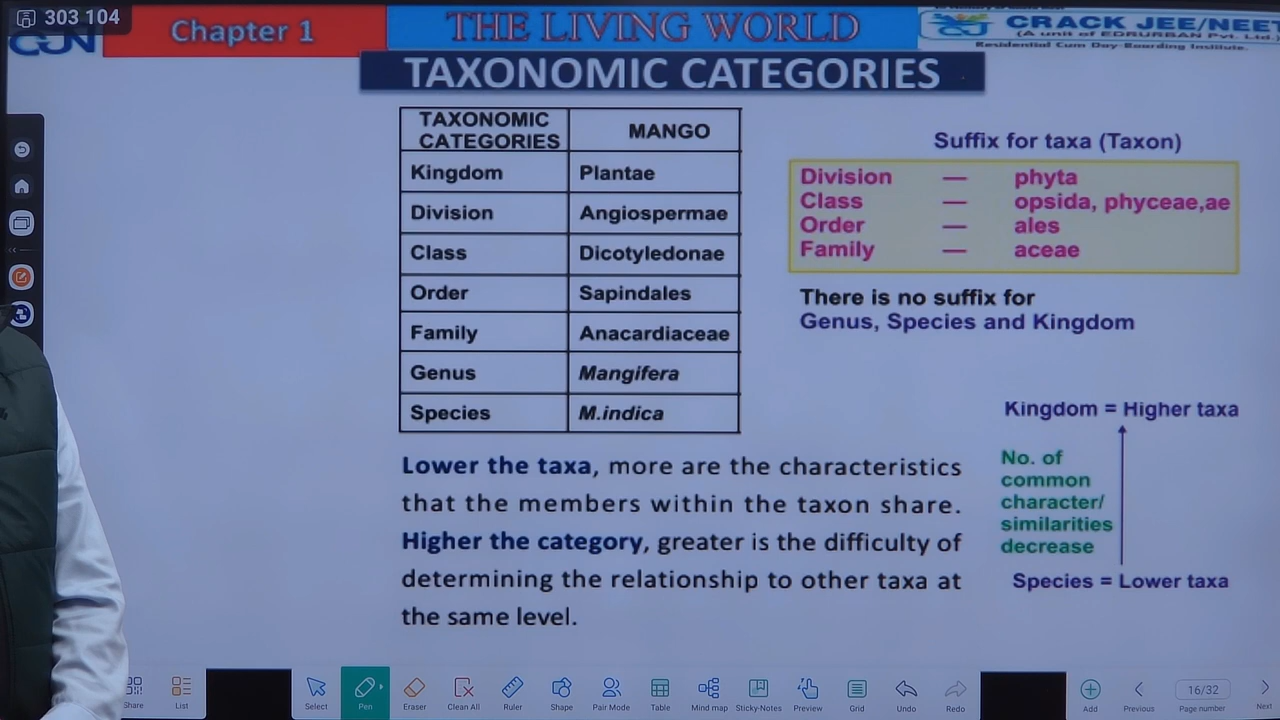 303 104
Chapter 1
THE LIVING WORLD
CRACK JEE/NEET
(A unit of EDRURBAN Pvt. Ltd.)
Residential Cum Day-Boarding Institute.
TAXONOMIC CATEGORIES
TAXONOMIC CATEGORIES MANGO
Kingdom Plantae
Division Angiospermae
Class Dicotyledonae
Order Sapindales
Family Anacardiaceae
Genus Mangifera
Species M.indica
Suffix for taxa (Taxon)
Division — phyta
Class — opsida, phyceae,ae
Order — ales
Family — aceae
There is no suffix for
Genus, Species and Kingdom
Kingdom = Higher taxa
No. of
common
character/
similarities
decrease
Species = Lower taxa
Lower the taxa, more are the characteristics
that the members within the taxon share.
Higher the category, greater is the difficulty of
determining the relationship to other taxa at
the same level.
Share List Select Pen Eraser Clean All Ruler Shape Pair Mode Table Mind map Sticky-Notes Preview Grid Undo Redo Add Previous 16/32 Page number Next